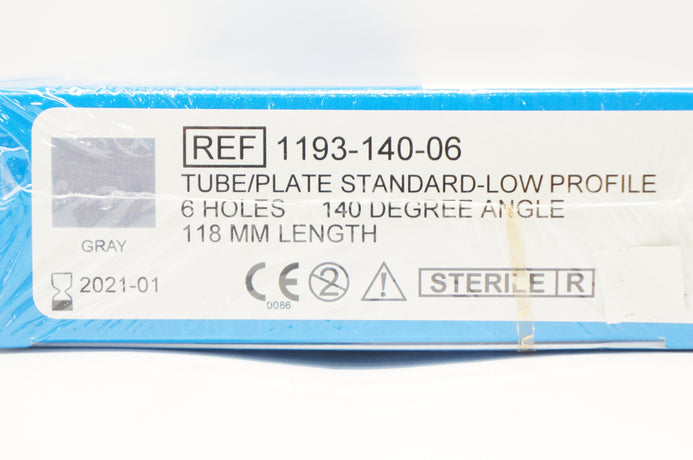 REF 1193-140-06
TUBE/PLATE STANDARD-LOW PROFILE
6 HOLES 140 DEGREE ANGLE
118 MM LENGTH
GRAY
2021-01
CE 0086
2
STERILE R